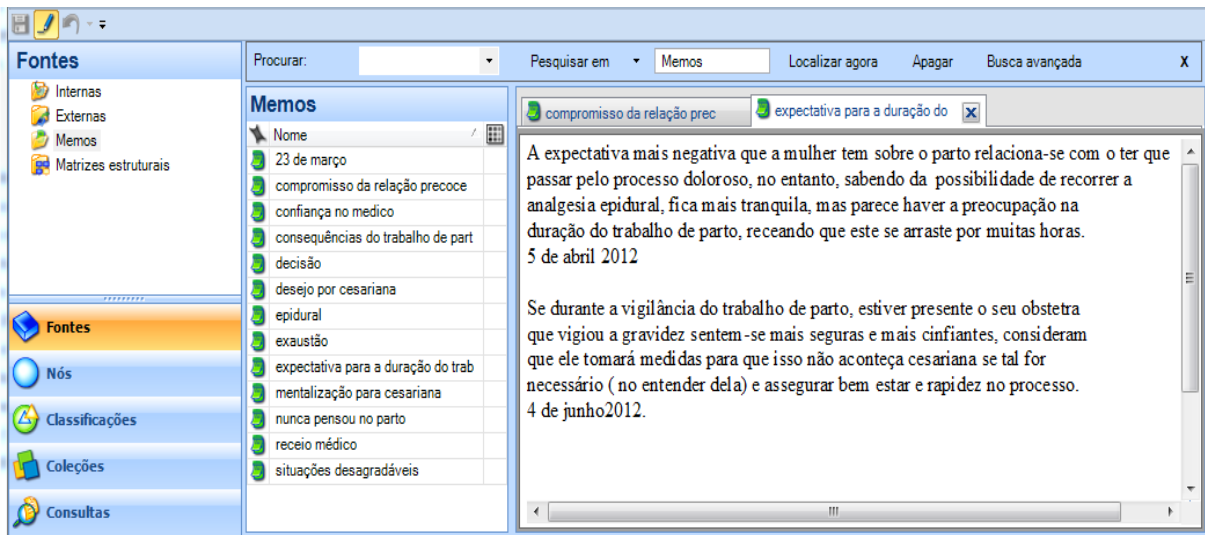 Fontes
Internas
Externas
Memos
Matrizes estruturais
Fontes
Nós
Classificações
Coleções
Consultas
Procurar:
Pesquisar em
Memos
Localizar agora
Apagar
Busca avançada
X
Memos
Nome
23 de março
compromisso da relação precoce
confiança no medico
consequências do trabalho de part
decisão
desejo por cesariana
epidural
exaustão
expectativa para a duração do trab
mentalização para cesariana
nunca pensou no parto
receio médico
situações desagradáveis
compromisso da relação prec
expectativa para a duração do
A expectativa mais negativa que a mulher tem sobre o parto relaciona-se com o ter que
passar pelo processo doloroso, no entanto, sabendo da possibilidade de recorrer a
analgesia epidural, fica mais tranquila, mas parece haver a preocupação na
duração do trabalho de parto, receando que este se arraste por muitas horas.
5 de abril 2012
Se durante a vigilância do trabalho de parto, estiver presente o seu obstetra
que vigiou a gravidez sentem-se mais seguras e mais cinfiantes, consideram
que ele tomará medidas para que isso não aconteça cesariana se tal for
necessário ( no entender dela) e assegurar bem estar e rapidez no processo.
4 de junho2012.